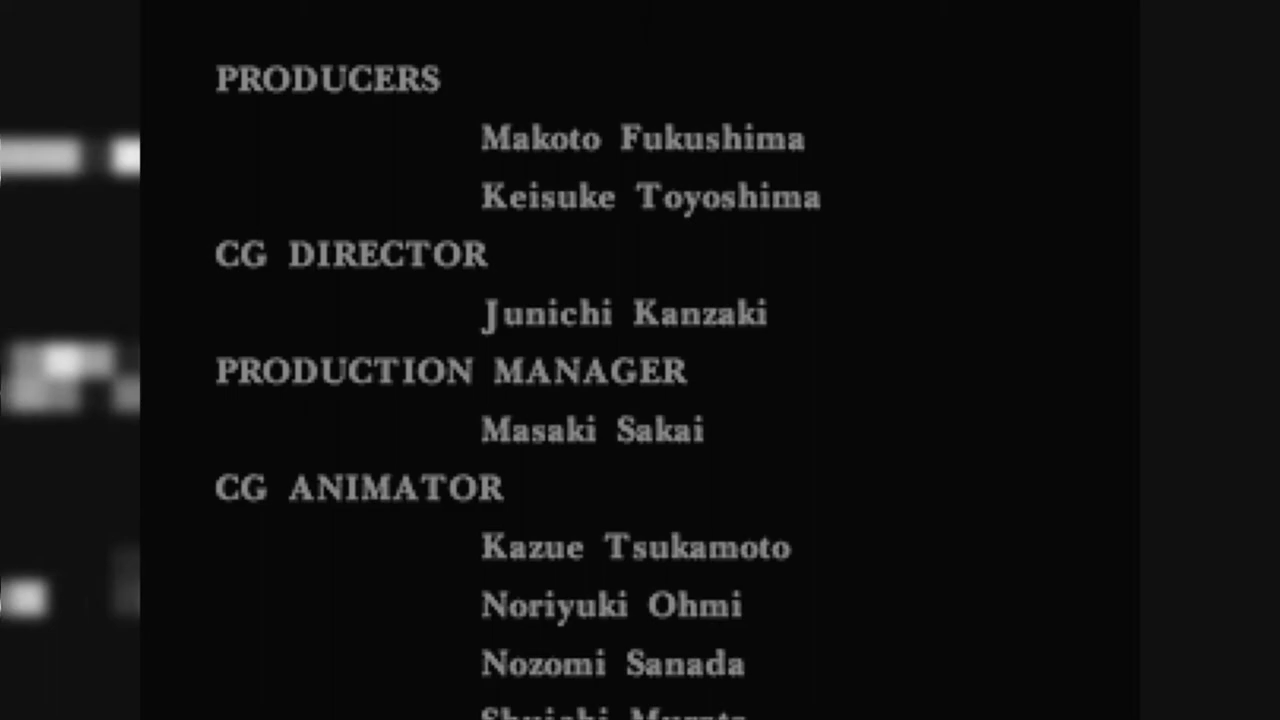 PRODUCERS
Makoto Fukushima
Keisuke Toyoshima
CG DIRECTOR
Junichi Kanzaki
PRODUCTION MANAGER
Masaki Sakai
CG ANIMATOR
Kazue Tsukamoto
Noriyuki Ohmi
Nozomi Sanada